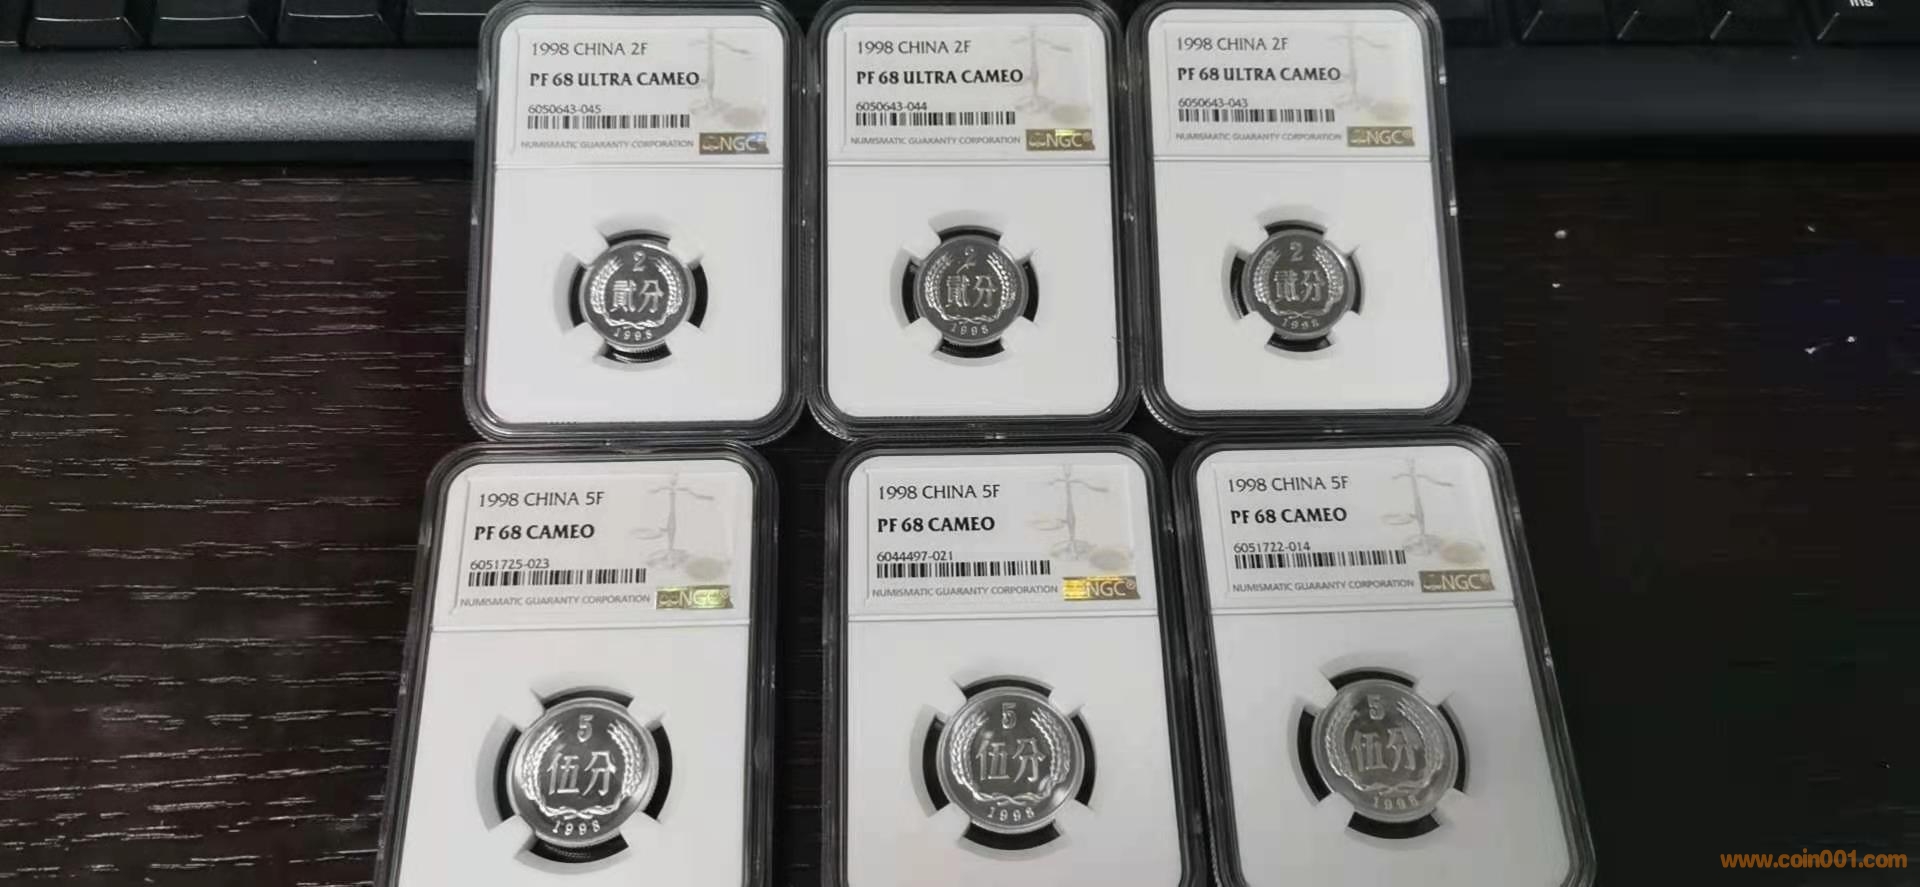 Ins
1998 CHINA 2F
PF 68 ULTRA CAMEO
6050643-045
NUMISMATIC GUARANTY CORPORATION NGC®
2
貳分
1998
1998 CHINA 2F
PF 68 ULTRA CAMEO
6050643-044
NUMISMATIC GUARANTY CORPORATION NGC®
2
貳分
1998
1998 CHINA 2F
PF 68 ULTRA CAMEO
6050643-043
NUMISMATIC GUARANTY CORPORATION NGC®
2
貳分
1998
1998 CHINA 5F
PF 68 CAMEO
6051725-023
NUMISMATIC GUARANTY CORPORATION NGC®
5
伍分
1998
1998 CHINA 5F
PF 68 CAMEO
6044497-021
NUMISMATIC GUARANTY CORPORATION NGC®
5
伍分
1998
1998 CHINA 5F
PF 68 CAMEO
6051722-014
NUMISMATIC GUARANTY CORPORATION NGC®
5
伍分
1998
www.coin001.com